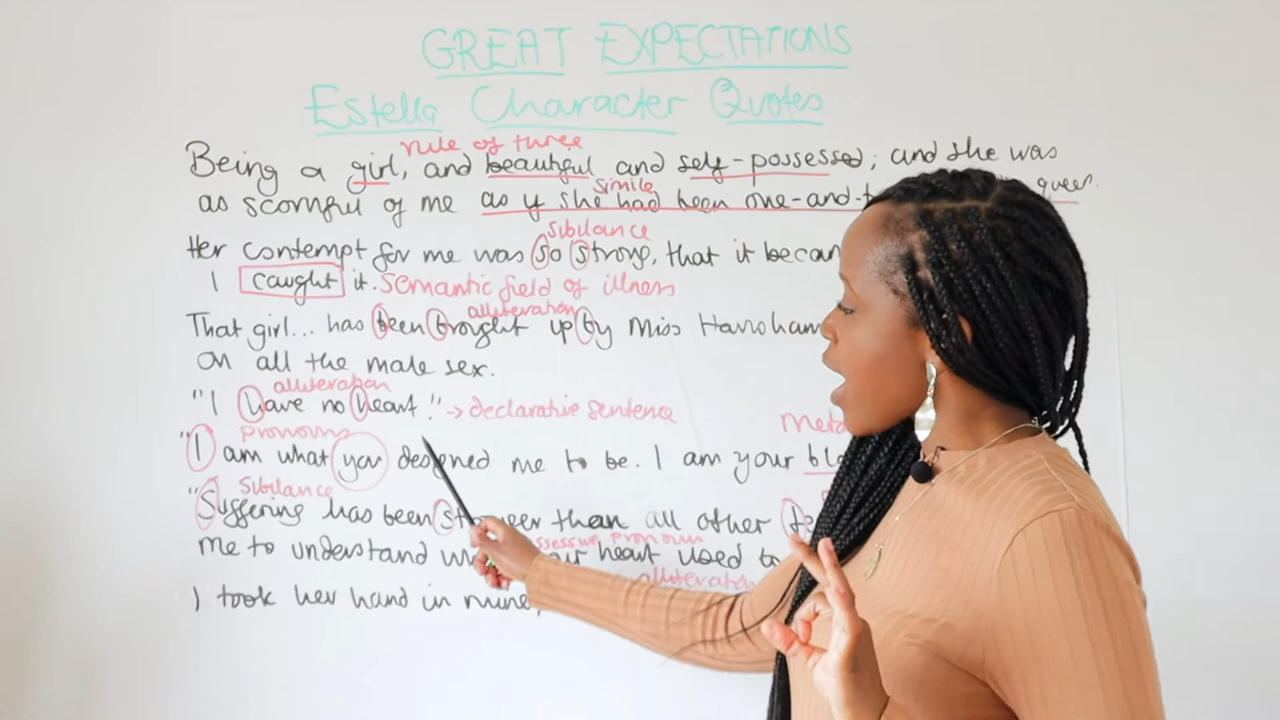 GREAT EXPECTATIONS
Estella Character Quotes
rule of three
Being a girl, and beautiful and self-possessed; and she was
simile
as scornful of me as if she had been one-and- queen.
sibilance
Her contempt for me was so strong, that it
I caught it. Semantic field of illness
alliteration
That girl... has been brought up by Miss
on all the male sex.
alliteration
"I have no heart!" -> declarative sentence
pronouns
"I am what you designed me to be. I am your
Sibilance
"Suffering has been than all other
pronoun
me to understand heart used to
alliteration
I took her hand in mine,